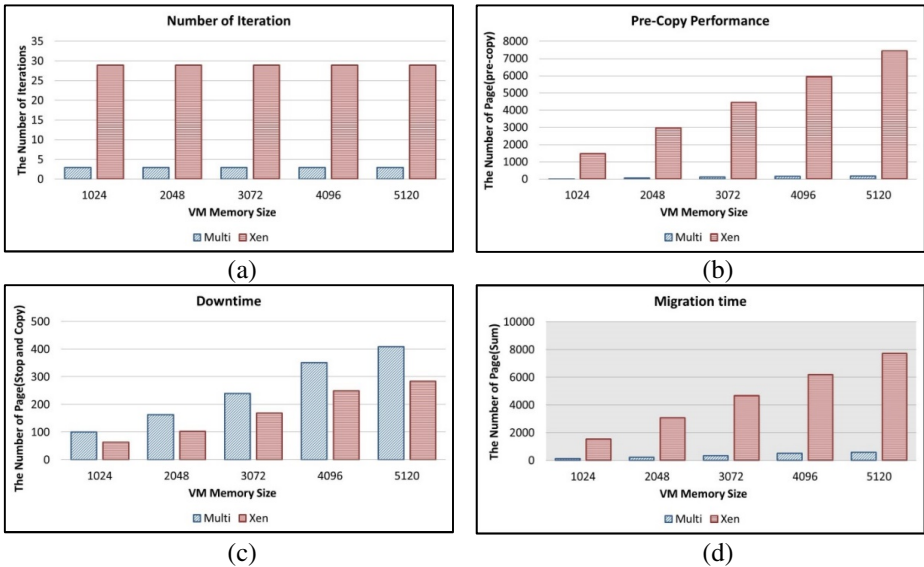 Number of Iteration
The Number of Iterations
35
30
25
20
15
10
5
0
1024 2048 3072 4096 5120
VM Memory Size
Multi Xen
(a)
Pre-Copy Performance
The Number of Page(pre-copy)
8000
7000
6000
5000
4000
3000
2000
1000
0
1024 2048 3072 4096 5120
VM Memory Size
Multi Xen
(b)
Downtime
The Number of Page(Stop and Copy)
500
400
300
200
100
0
1024 2048 3072 4096 5120
VM Memory Size
Multi Xen
(c)
Migration time
The Number of Page(Sum)
10000
8000
6000
4000
2000
0
1024 2048 3072 4096 5120
VM Memory Size
Multi Xen
(d)